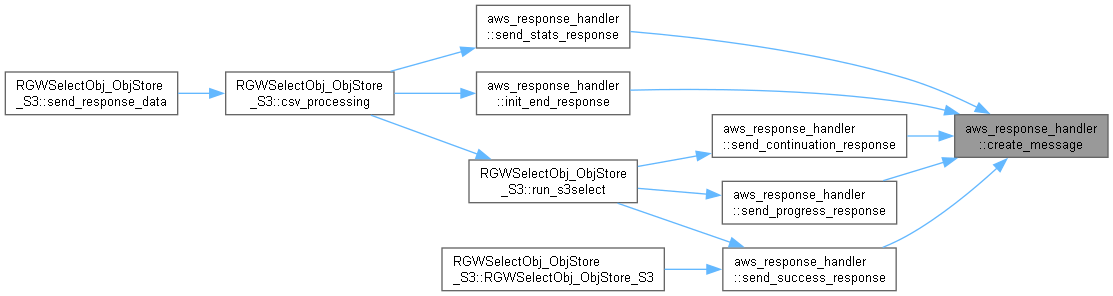 aws_response_handler
::send_stats_response
RGWSelectObj_ObjStore
_S3::send_response_data
RGWSelectObj_ObjStore
_S3::csv_processing
aws_response_handler
::init_end_response
aws_response_handler
::send_continuation_response
aws_response_handler
::create_message
RGWSelectObj_ObjStore
_S3::run_s3select
aws_response_handler
::send_progress_response
RGWSelectObj_ObjStore
_S3::RGWSelectObj_ObjStore_S3
aws_response_handler
::send_success_response